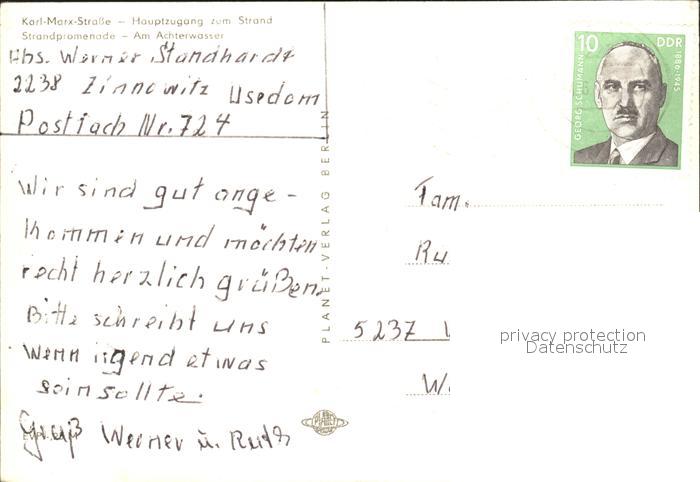 Karl-Marx-Straße – Hauptzugang zum Strand
Strandpromenade – Am Achterwasser
Abs. Werner Standhardt
2238 Zinnowitz Usedom
Postfach Nr. 724
Wir sind gut ange-
kommen und möchten
recht herzlich grüßen.
Bitte schreibt uns
wenn irgend etwas
sein sollte.
Gruß Werner u. Ruth
PLANET-VERLAG BERLIN
PLANET
10 DDR
GEORG SCHUMANN
1886-1945
Fam.
Ru
5237
W
privacy protection
Datenschutz